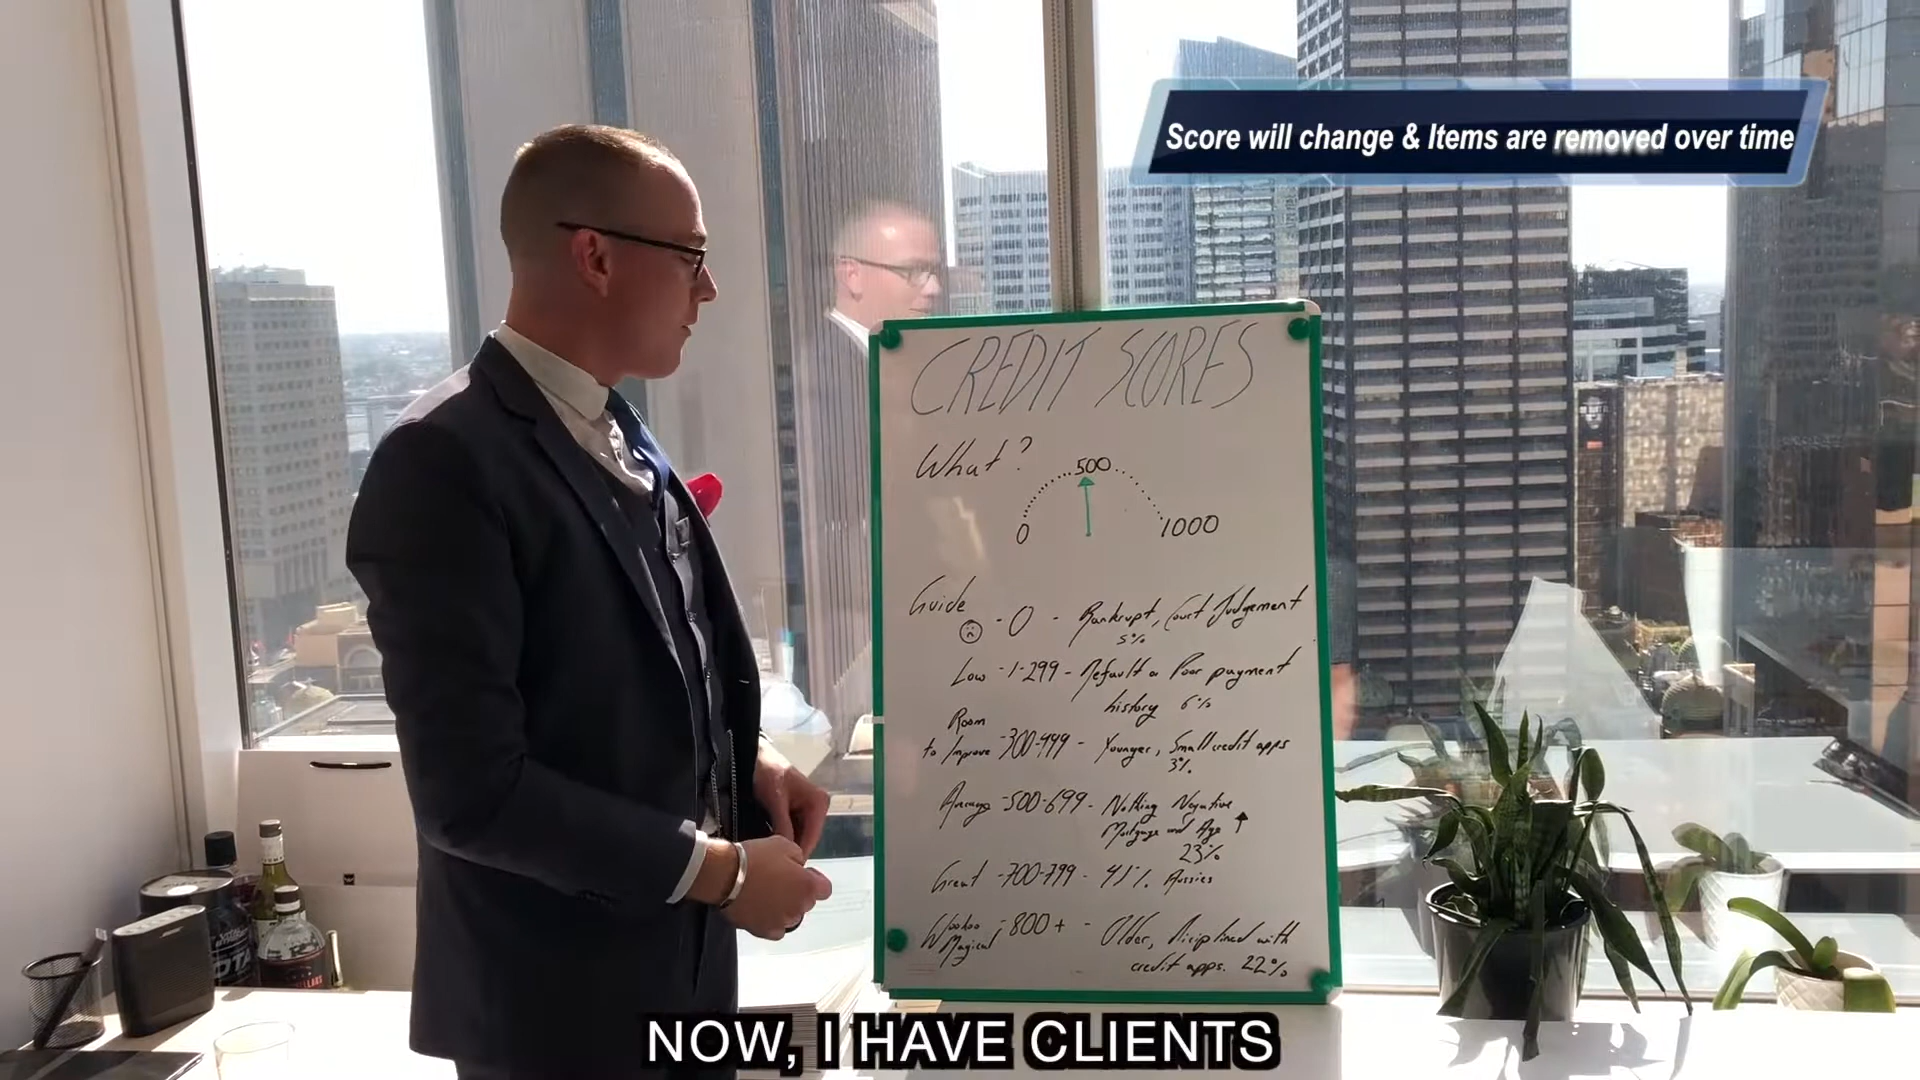 Score will change & Items are removed over time
CREDIT SCORES
What?
500
0
1000
Guide
- 0 - Bankrupt, Court Judgement
5%
Low - 1-299 - Default or Poor payment
history 6%
Room
to Improve - 300-499 - Younger, Small credit apps
3%
Average - 500-699 - Nothing Negative
Mortgage and Age ↑
23%
Great - 700-799 - 41% Aussies
Woohoo - 800+ - Older, Disciplined with
Magical
credit apps. 22%
NOW, I HAVE CLIENTS